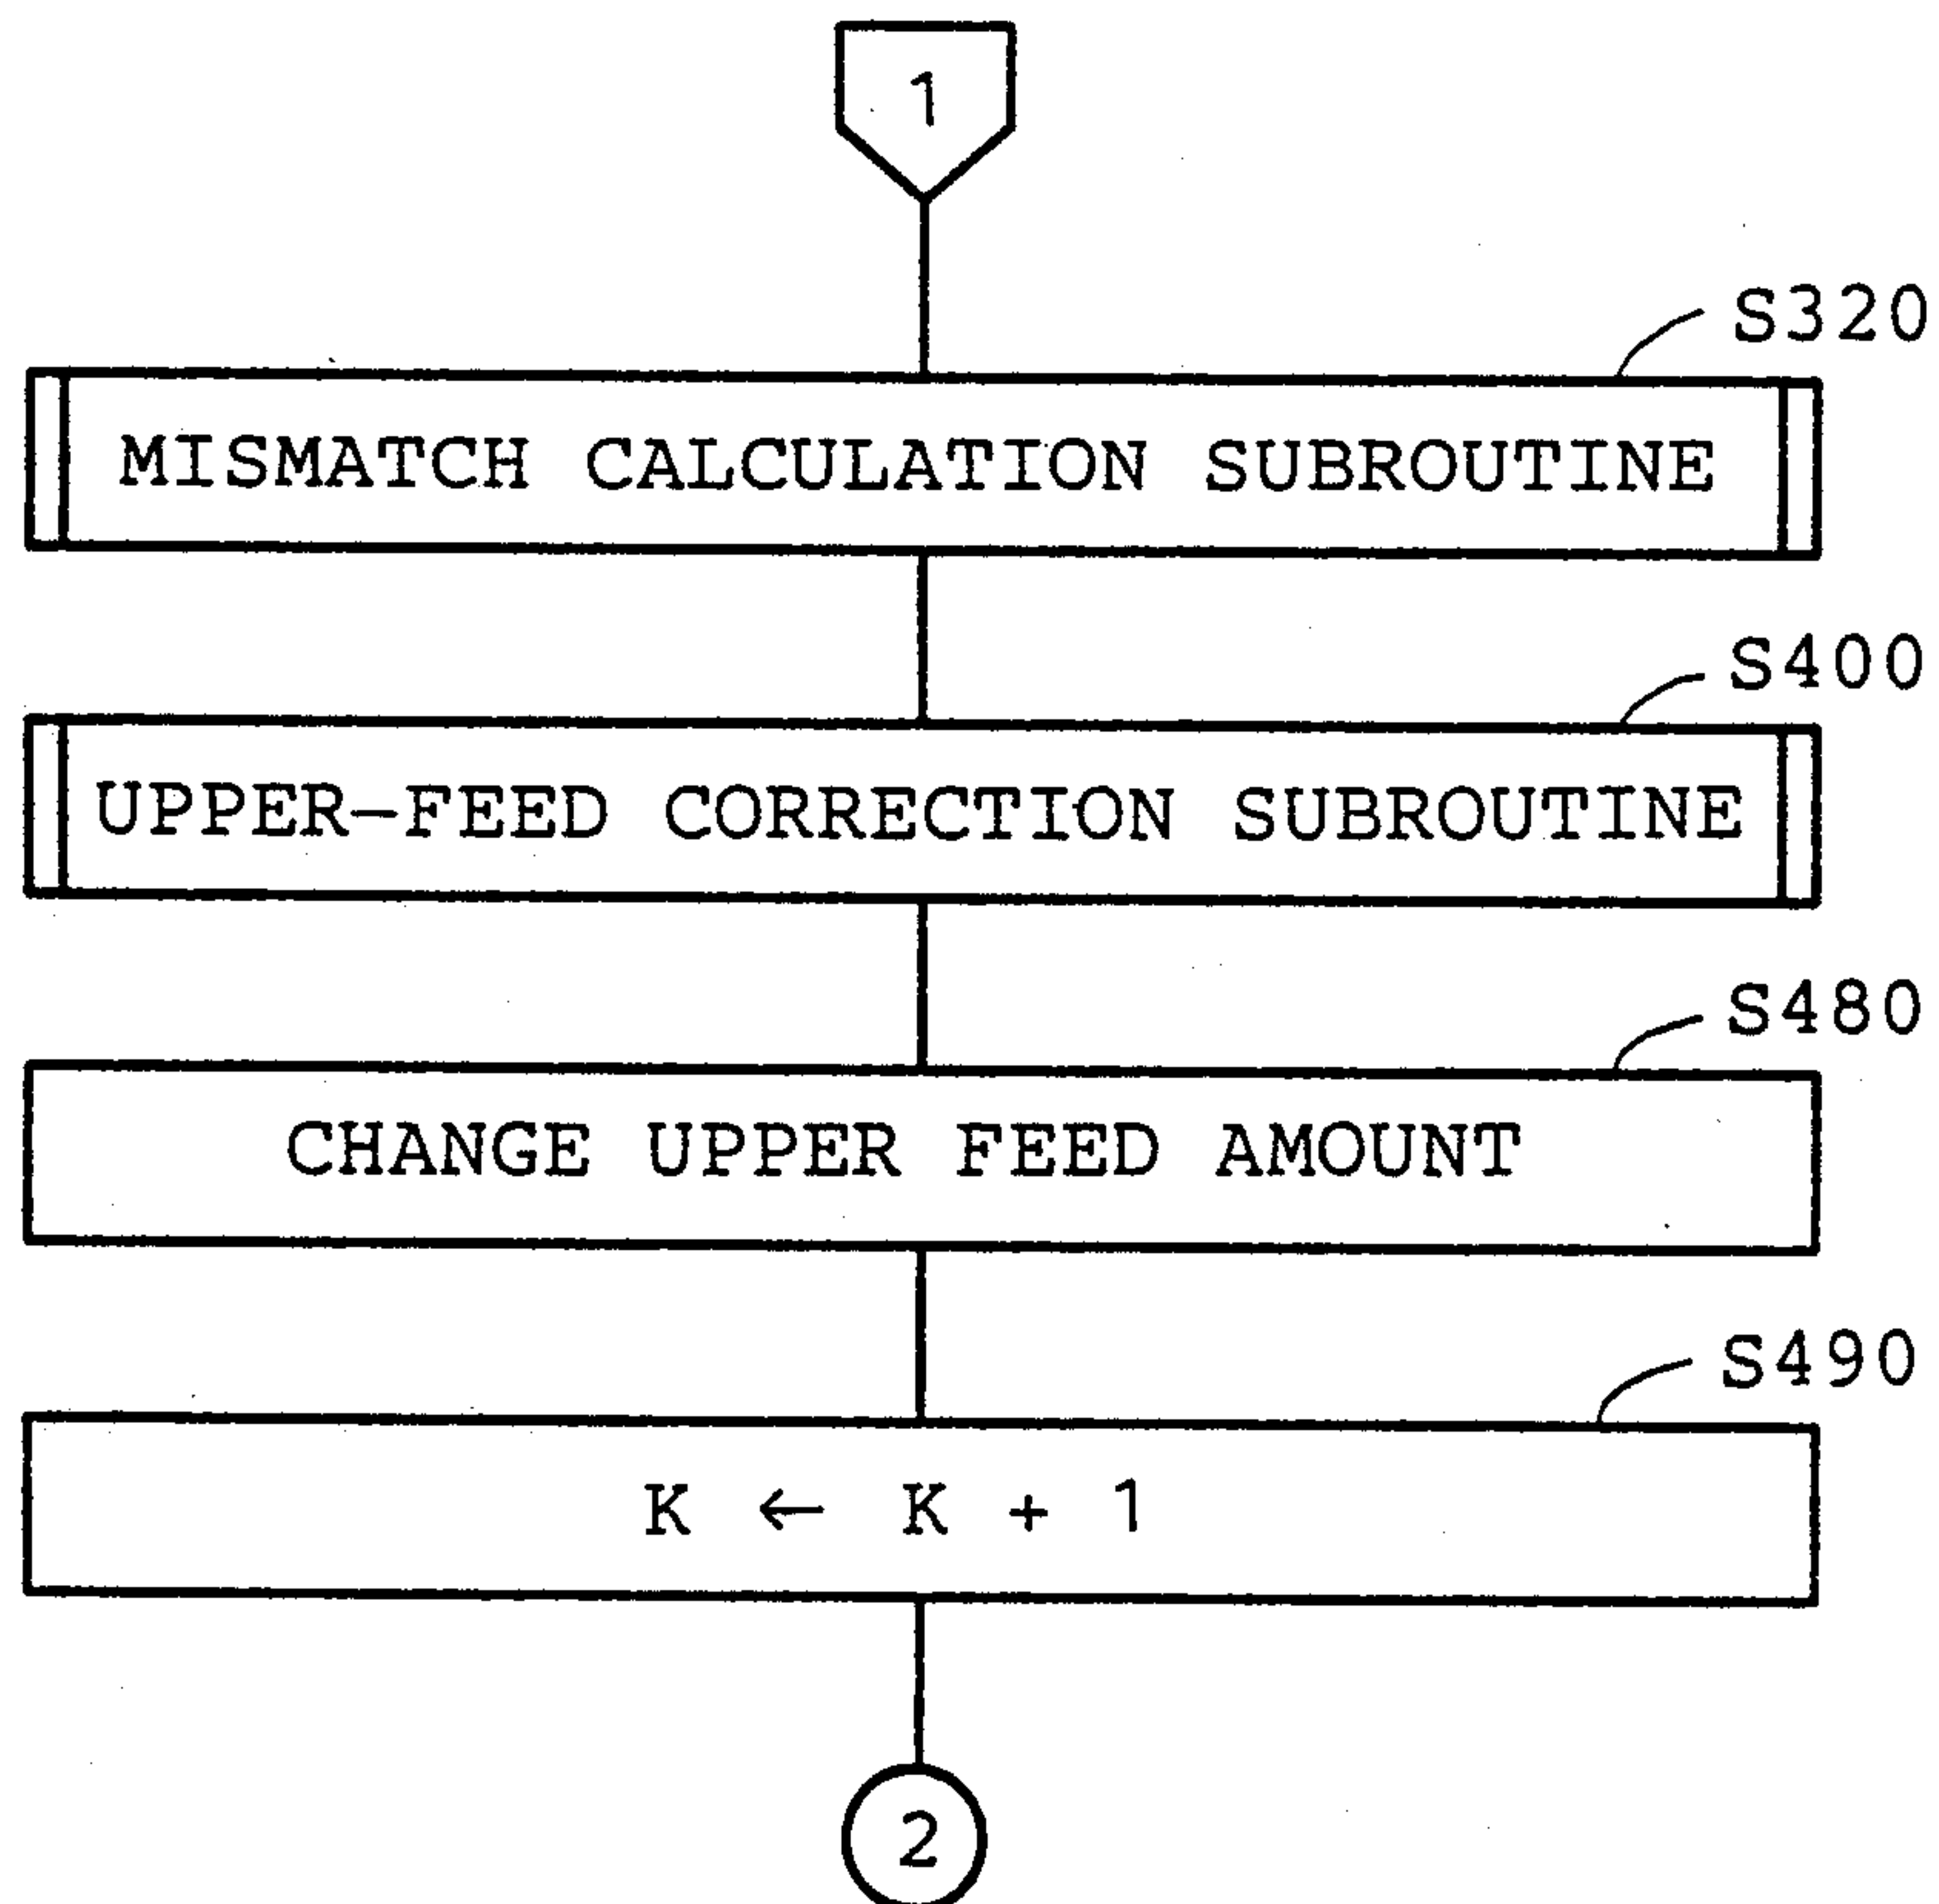 1
S320
MISMATCH CALCULATION SUBROUTINE
S400
UPPER-FEED CORRECTION SUBROUTINE
S480
CHANGE UPPER FEED AMOUNT
S490
K ← K + 1
2